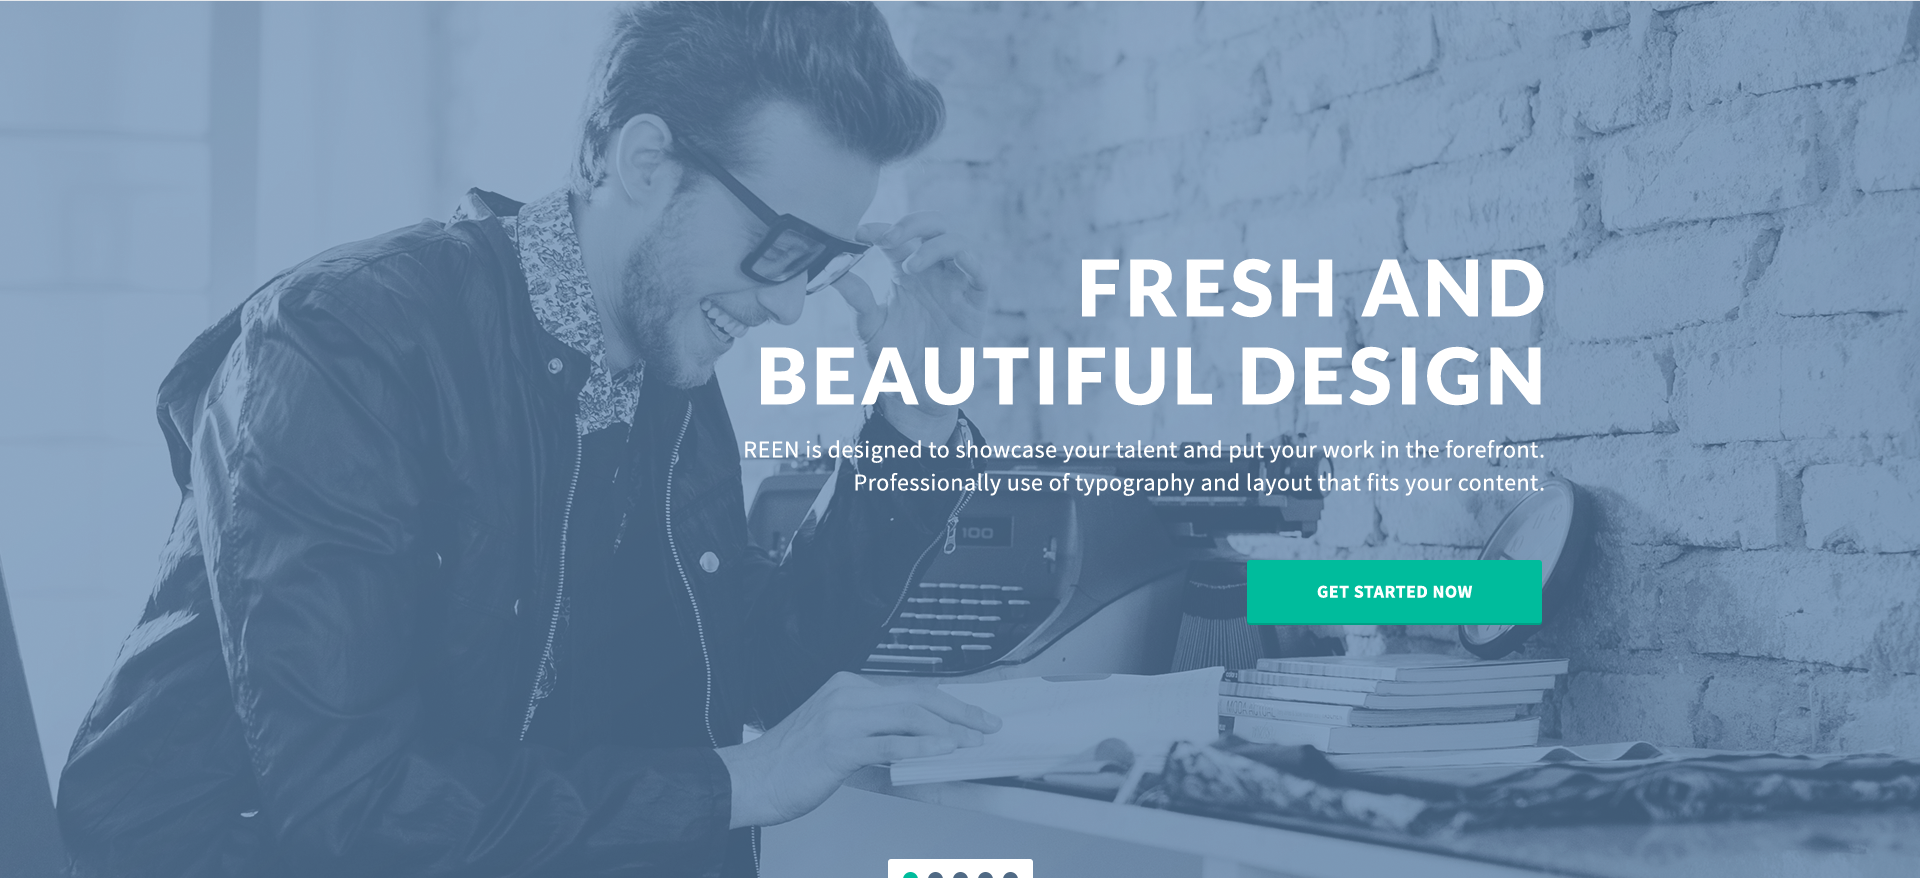 FRESH AND
BEAUTIFUL DESIGN
REEN is designed to showcase your talent and put your work in the forefront.
Professionally use of typography and layout that fits your content.
100
GET STARTED NOW